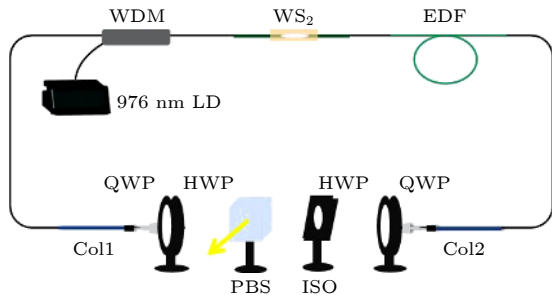 WDM WS₂ EDF
976 nm LD
QWP HWP HWP QWP
Col1 Col2
PBS ISO